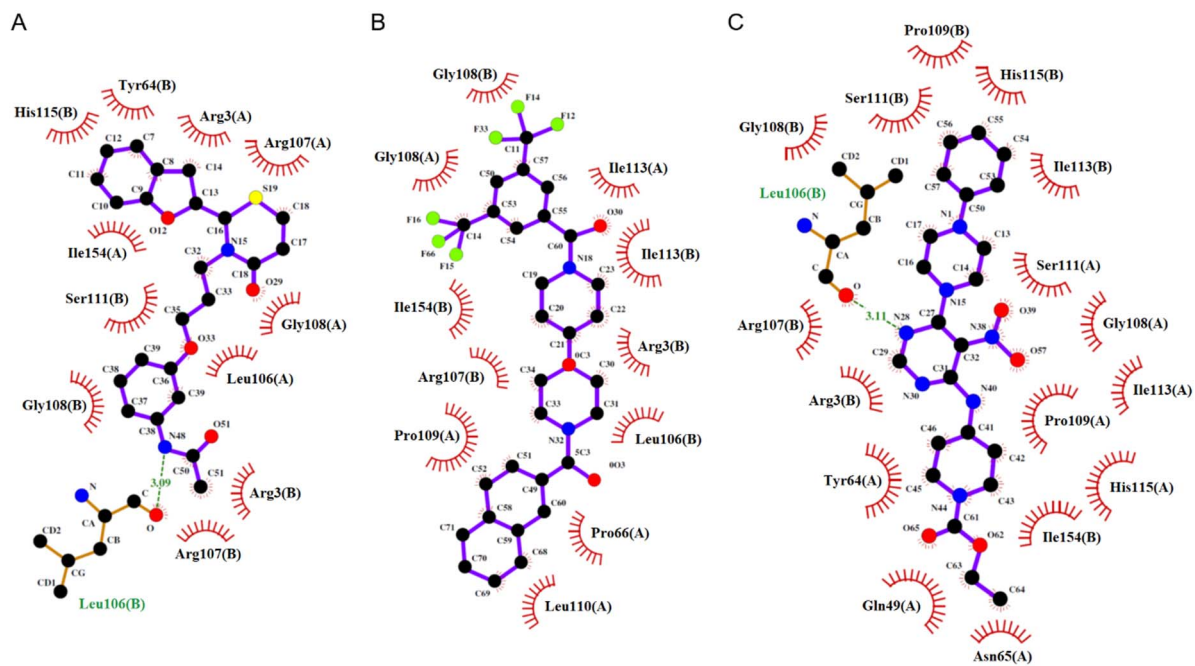 A
Tyr64(B)
His115(B)
Arg3(A)
Arg107(A)
C12
C7
C8
C14
C11
C9
C13
C10
O12
C16
S19
C18
C17
N15
C18
O29
C32
C33
Ile154(A)
Ser111(B)
C35
O33
Gly108(A)
Leu106(A)
C39
C36
C38
C39
C37
C38
Gly108(B)
N48
O51
C50
C51
3.09
N
C
O
CA
CB
CD2
CG
CD1
Arg3(B)
Arg107(B)
Leu106(B)
B
Gly108(B)
F14
F12
F33
C11
C57
Gly108(A)
C50
C56
Ile113(A)
F16
C53
C55
O30
C14
C54
C60
F66
F15
N18
Ile113(B)
C19
C23
Ile154(B)
C20
C22
C21
Arg3(B)
0C3
Arg107(B)
C34
C30
C33
C31
Pro109(A)
N32
Leu106(B)
C51
5C3
0O3
C52
C49
C60
C58
C71
C59
Pro66(A)
C70
C68
C69
Leu110(A)
C
Pro109(B)
His115(B)
Ser111(B)
Gly108(B)
C56
C55
C54
CD2
CD1
C57
C53
Ile113(B)
Leu106(B)
CG
C50
N
CB
N1
C17
C13
CA
C
C16
C14
Ser111(A)
O
N15
3.11
N28
C27
N38
O39
Gly108(A)
Arg107(B)
C32
O57
C29
C31
Ile113(A)
N30
N40
Arg3(B)
Pro109(A)
C41
C46
C42
Tyr64(A)
C45
C43
His115(A)
N44
C61
Ile154(B)
O65
O62
C63
C64
Gln49(A)
Asn65(A)